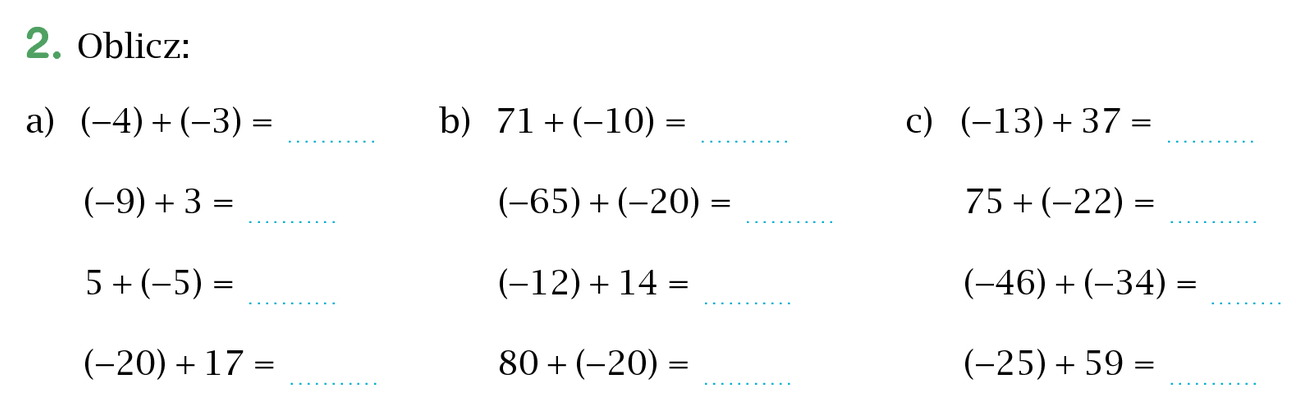 2. Oblicz:
a) (–4) + (–3) = ........... b) 71 + (–10) = ........... c) (–13) + 37 = ...........
(–9) + 3 = ........... (–65) + (–20) = ........... 75 + (–22) = ...........
5 + (–5) = ........... (–12) + 14 = ........... (–46) + (–34) = .........
(–20) + 17 = ........... 80 + (–20) = ........... (–25) + 59 = ...........